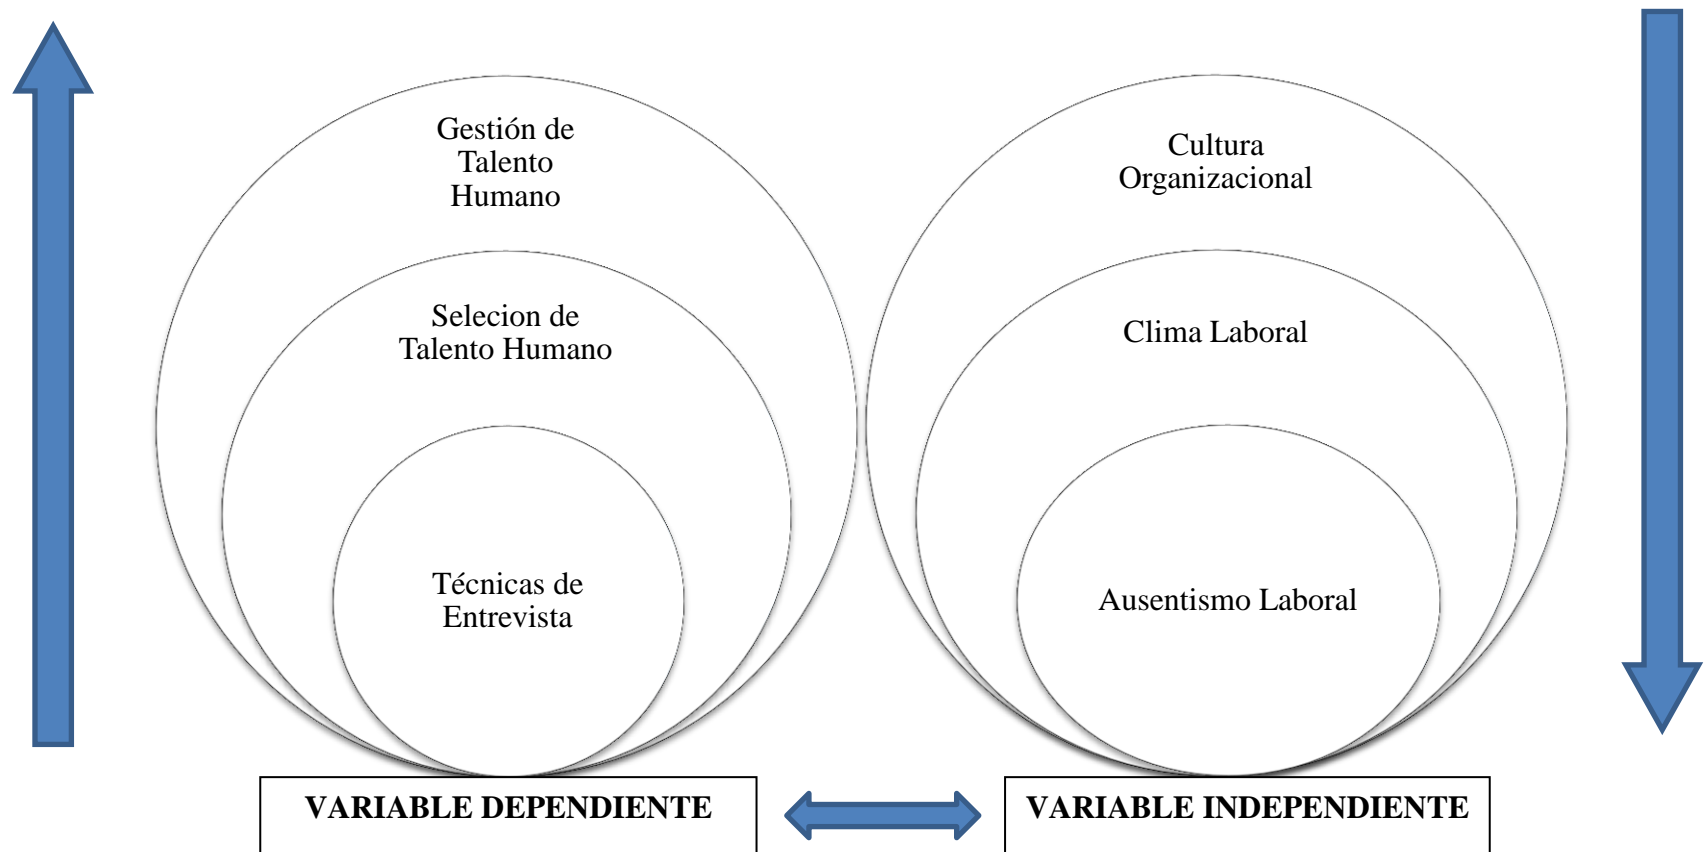 Gestión de
Talento
Humano
Selecion de
Talento Humano
Técnicas de
Entrevista
VARIABLE DEPENDIENTE
Cultura
Organizacional
Clima Laboral
Ausentismo Laboral
VARIABLE INDEPENDIENTE